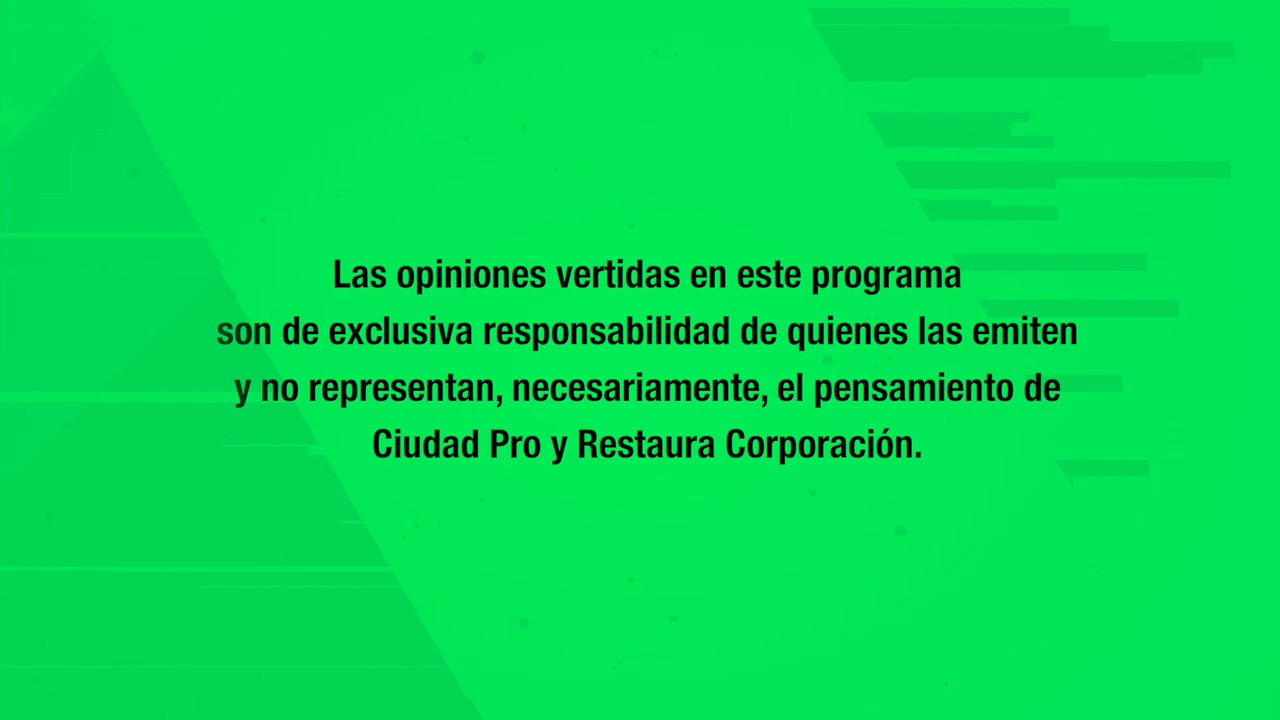 Las opiniones vertidas en este programa
son de exclusiva responsabilidad de quienes las emiten
y no representan, necesariamente, el pensamiento de
Ciudad Pro y Restaura Corporación.